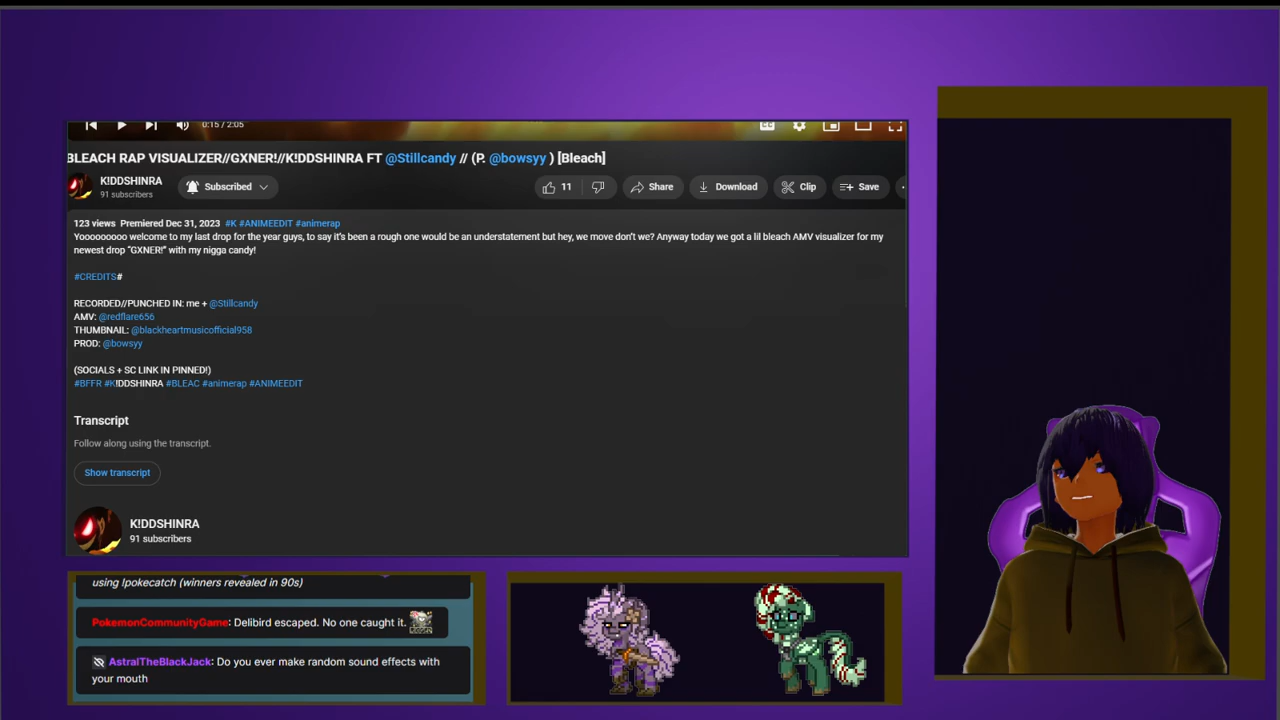 0:15 / 2:05
BLEACH RAP VISUALIZER//GXNER!//K!DDSHINRA FT @Stillcandy // (P. @bowsyy ) [Bleach]
K!DDSHINRA
91 subscribers
Subscribed
11
Share
Download
Clip
Save
123 views Premiered Dec 31, 2023 #K #ANIMEEDIT #animerap
Yooooooooo welcome to my last drop for the year guys, to say it's been a rough one would be an understatement but hey, we move don't we? Anyway today we got a lil bleach AMV visualizer for my
newest drop "GXNER!" with my nigga candy!
#CREDITS#
RECORDED//PUNCHED IN: me + @Stillcandy
AMV: @redflare656
THUMBNAIL: @blackheartmusicofficial958
PROD: @bowsyy
(SOCIALS + SC LINK IN PINNED!)
#BFFR #K!DDSHINRA #BLEAC #animerap #ANIMEEDIT
Transcript
Follow along using the transcript.
Show transcript
K!DDSHINRA
91 subscribers
using !pokecatch (winners revealed in 90s)
PokemonCommunityGame: Delibird escaped. No one caught it.
AstralTheBlackJack: Do you ever make random sound effects with
your mouth